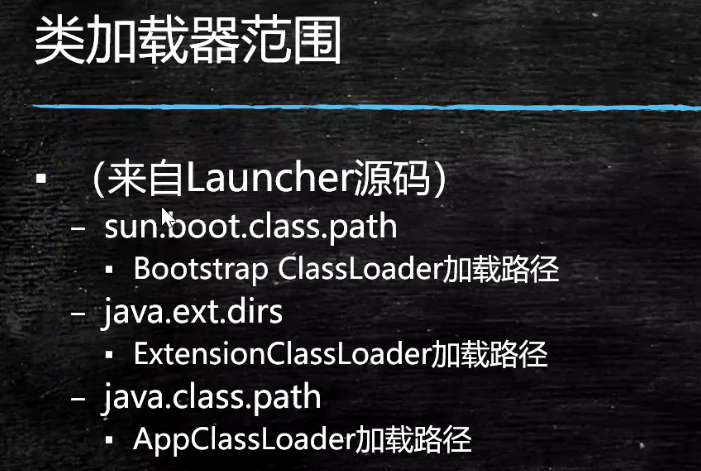 类加载器范围
▪ （来自Launcher源码）
– sun.boot.class.path
▪ Bootstrap ClassLoader加载路径
– java.ext.dirs
▪ ExtensionClassLoader加载路径
– java.class.path
▪ AppClassLoader加载路径